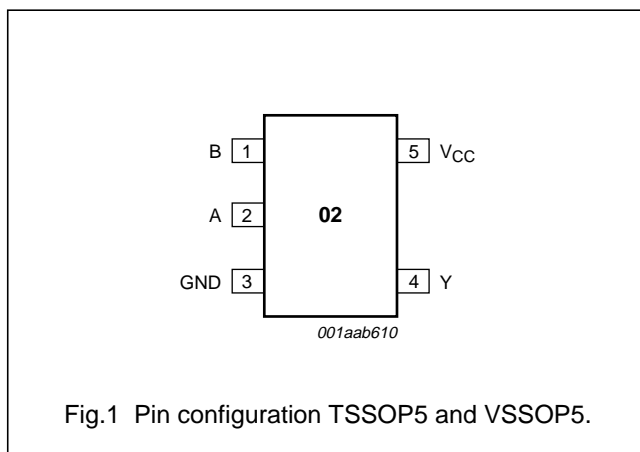 B 1 5 VCC
A 2 02
GND 3 4 Y
001aab610
Fig.1 Pin configuration TSSOP5 and VSSOP5.